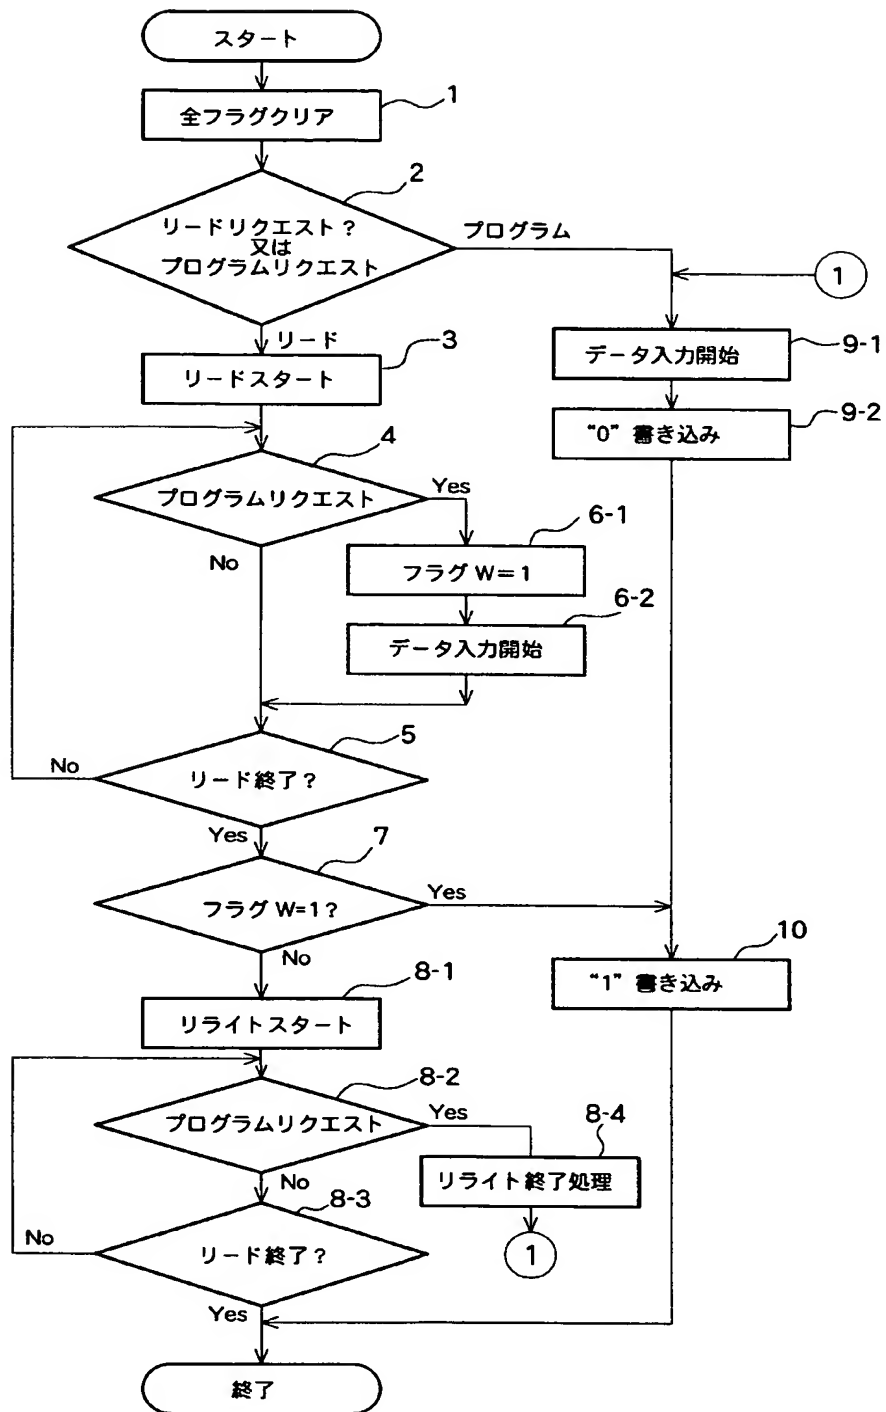 スタート
1
全フラグクリア
2
リードリクエスト?
又は
プログラムリクエスト
プログラム
1
リード
3
リードスタート
データ入力開始
9-1
"0" 書き込み
9-2
4
プログラムリクエスト
Yes
No
6-1
フラグ W=1
6-2
データ入力開始
5
リード終了?
No
Yes
7
フラグ W=1?
Yes
No
10
"1" 書き込み
8-1
リライトスタート
8-2
プログラムリクエスト
Yes
8-4
リライト終了処理
No
8-3
リード終了?
No
1
Yes
終了